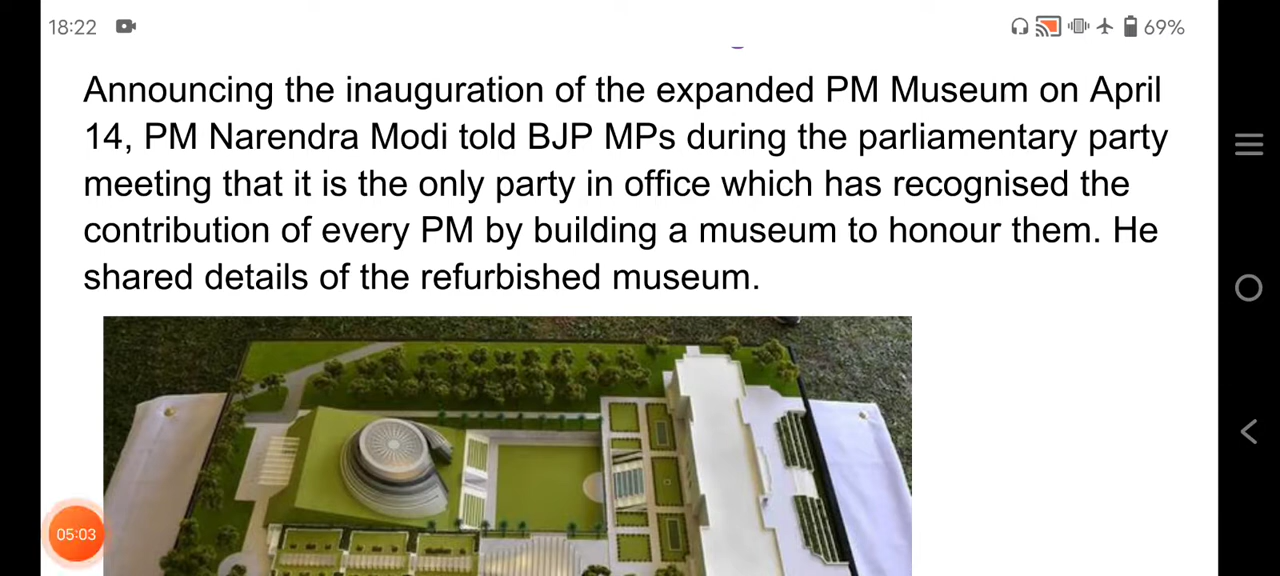 18:22 69%
Announcing the inauguration of the expanded PM Museum on April
14, PM Narendra Modi told BJP MPs during the parliamentary party
meeting that it is the only party in office which has recognised the
contribution of every PM by building a museum to honour them. He
shared details of the refurbished museum.
05:03